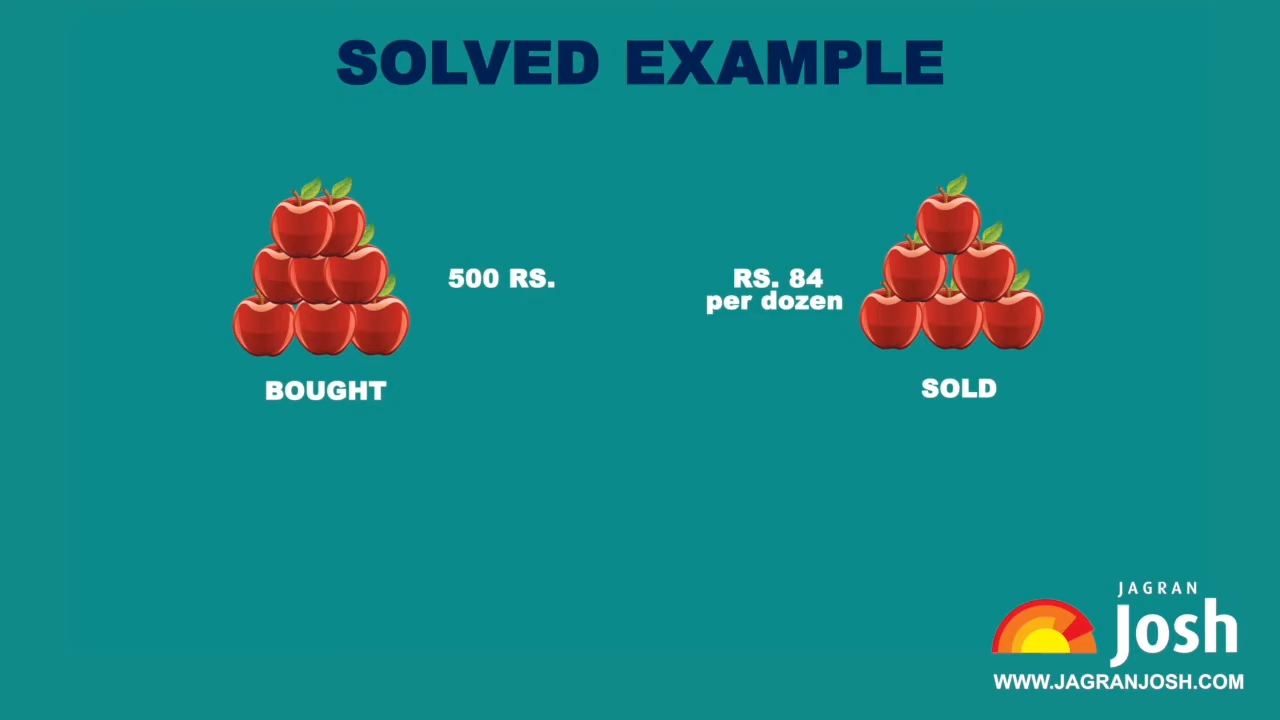 SOLVED EXAMPLE
500 RS.
RS. 84
per dozen
BOUGHT
SOLD
JAGRAN
Josh
WWW.JAGRANJOSH.COM